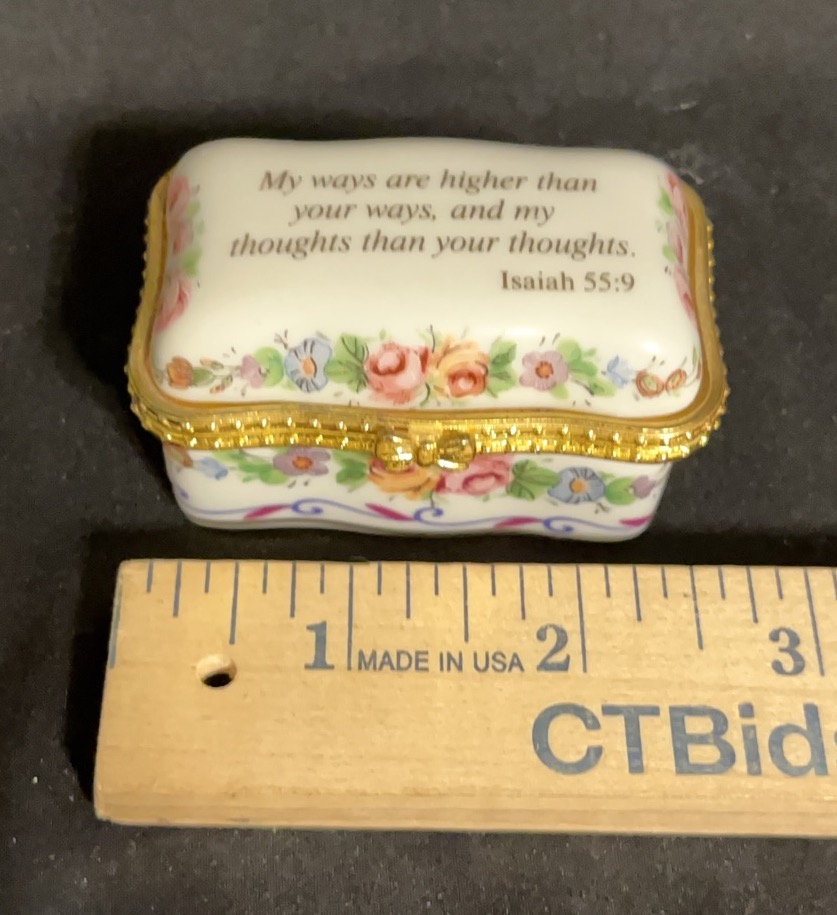 My ways are higher than
your ways, and my
thoughts than your thoughts.
Isaiah 55:9
1 MADE IN USA 2 3
CTBids